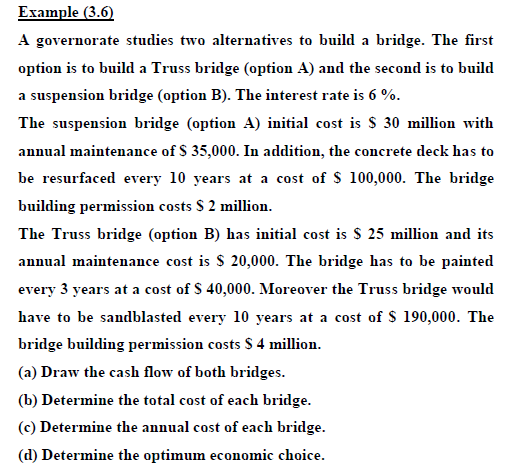 Example (3.6)
A governorate studies two alternatives to build a bridge. The first
option is to build a Truss bridge (option A) and the second is to build
a suspension bridge (option B). The interest rate is 6 %.
The suspension bridge (option A) initial cost is $ 30 million with
annual maintenance of $ 35,000. In addition, the concrete deck has to
be resurfaced every 10 years at a cost of $ 100,000. The bridge
building permission costs $ 2 million.
The Truss bridge (option B) has initial cost is $ 25 million and its
annual maintenance cost is $ 20,000. The bridge has to be painted
every 3 years at a cost of $ 40,000. Moreover the Truss bridge would
have to be sandblasted every 10 years at a cost of $ 190,000. The
bridge building permission costs $ 4 million.
(a) Draw the cash flow of both bridges.
(b) Determine the total cost of each bridge.
(c) Determine the annual cost of each bridge.
(d) Determine the optimum economic choice.